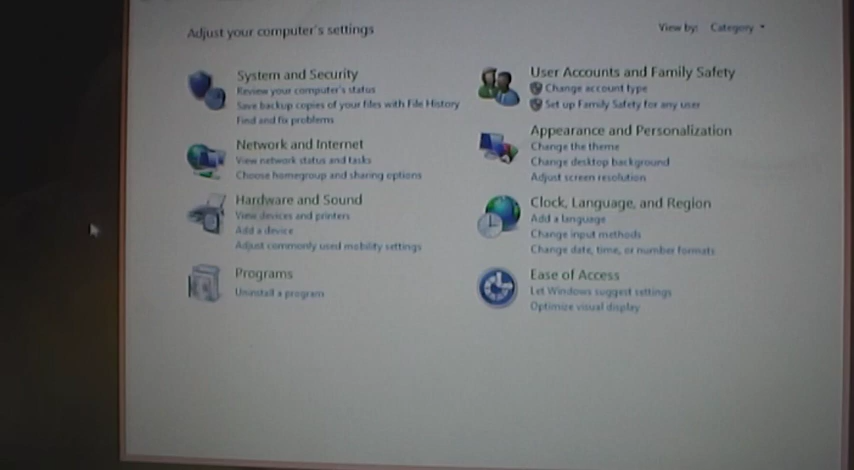 Adjust your computer's settings
View by: Category
System and Security
Review your computer's status
Save backup copies of your files with File History
Find and fix problems
Network and Internet
View network status and tasks
Choose homegroup and sharing options
Hardware and Sound
View devices and printers
Add a device
Adjust commonly used mobility settings
Programs
Uninstall a program
User Accounts and Family Safety
Change account type
Set up Family Safety for any user
Appearance and Personalization
Change the theme
Change desktop background
Adjust screen resolution
Clock, Language, and Region
Add a language
Change input methods
Change date, time, or number formats
Ease of Access
Let Windows suggest settings
Optimize visual display